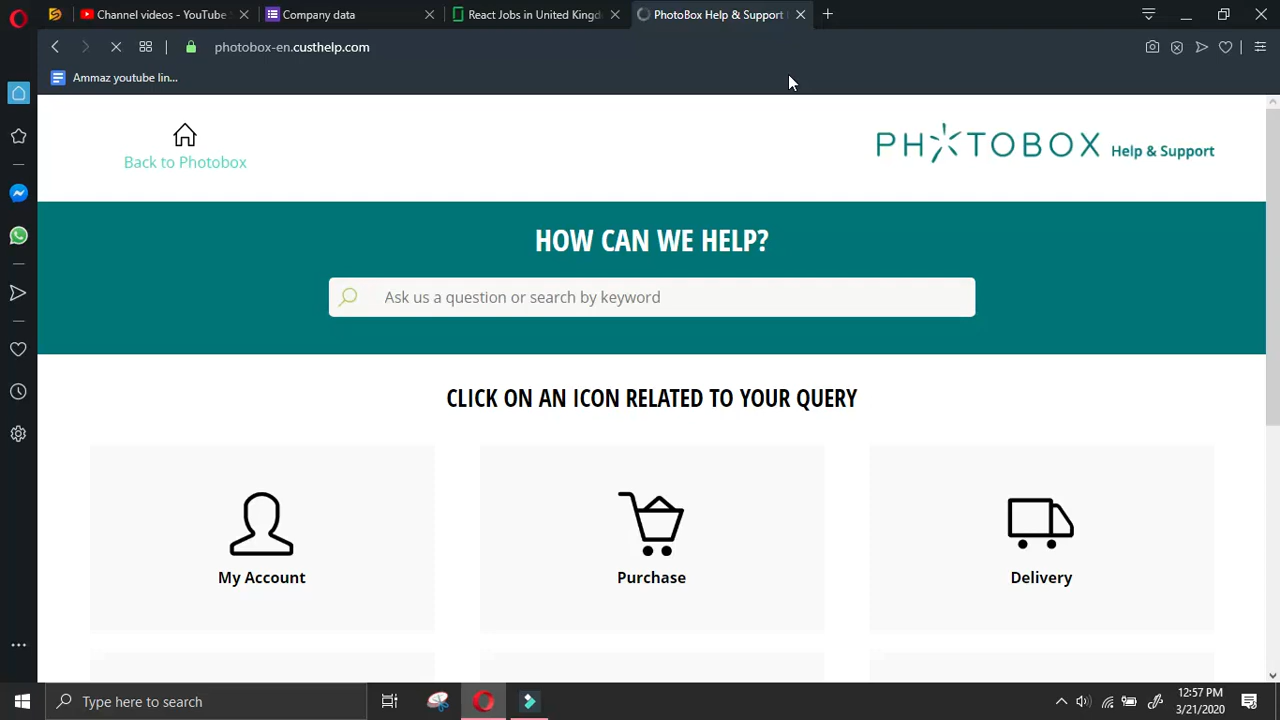 Channel videos - YouTube S
Company data
React Jobs in United Kingdo
PhotoBox Help & Support
photobox-en.custhelp.com
Ammaz youtube lin...
Back to Photobox
PHOTOBOX Help & Support
HOW CAN WE HELP?
Ask us a question or search by keyword
CLICK ON AN ICON RELATED TO YOUR QUERY
My Account
Purchase
Delivery
Type here to search
12:57 PM
3/21/2020